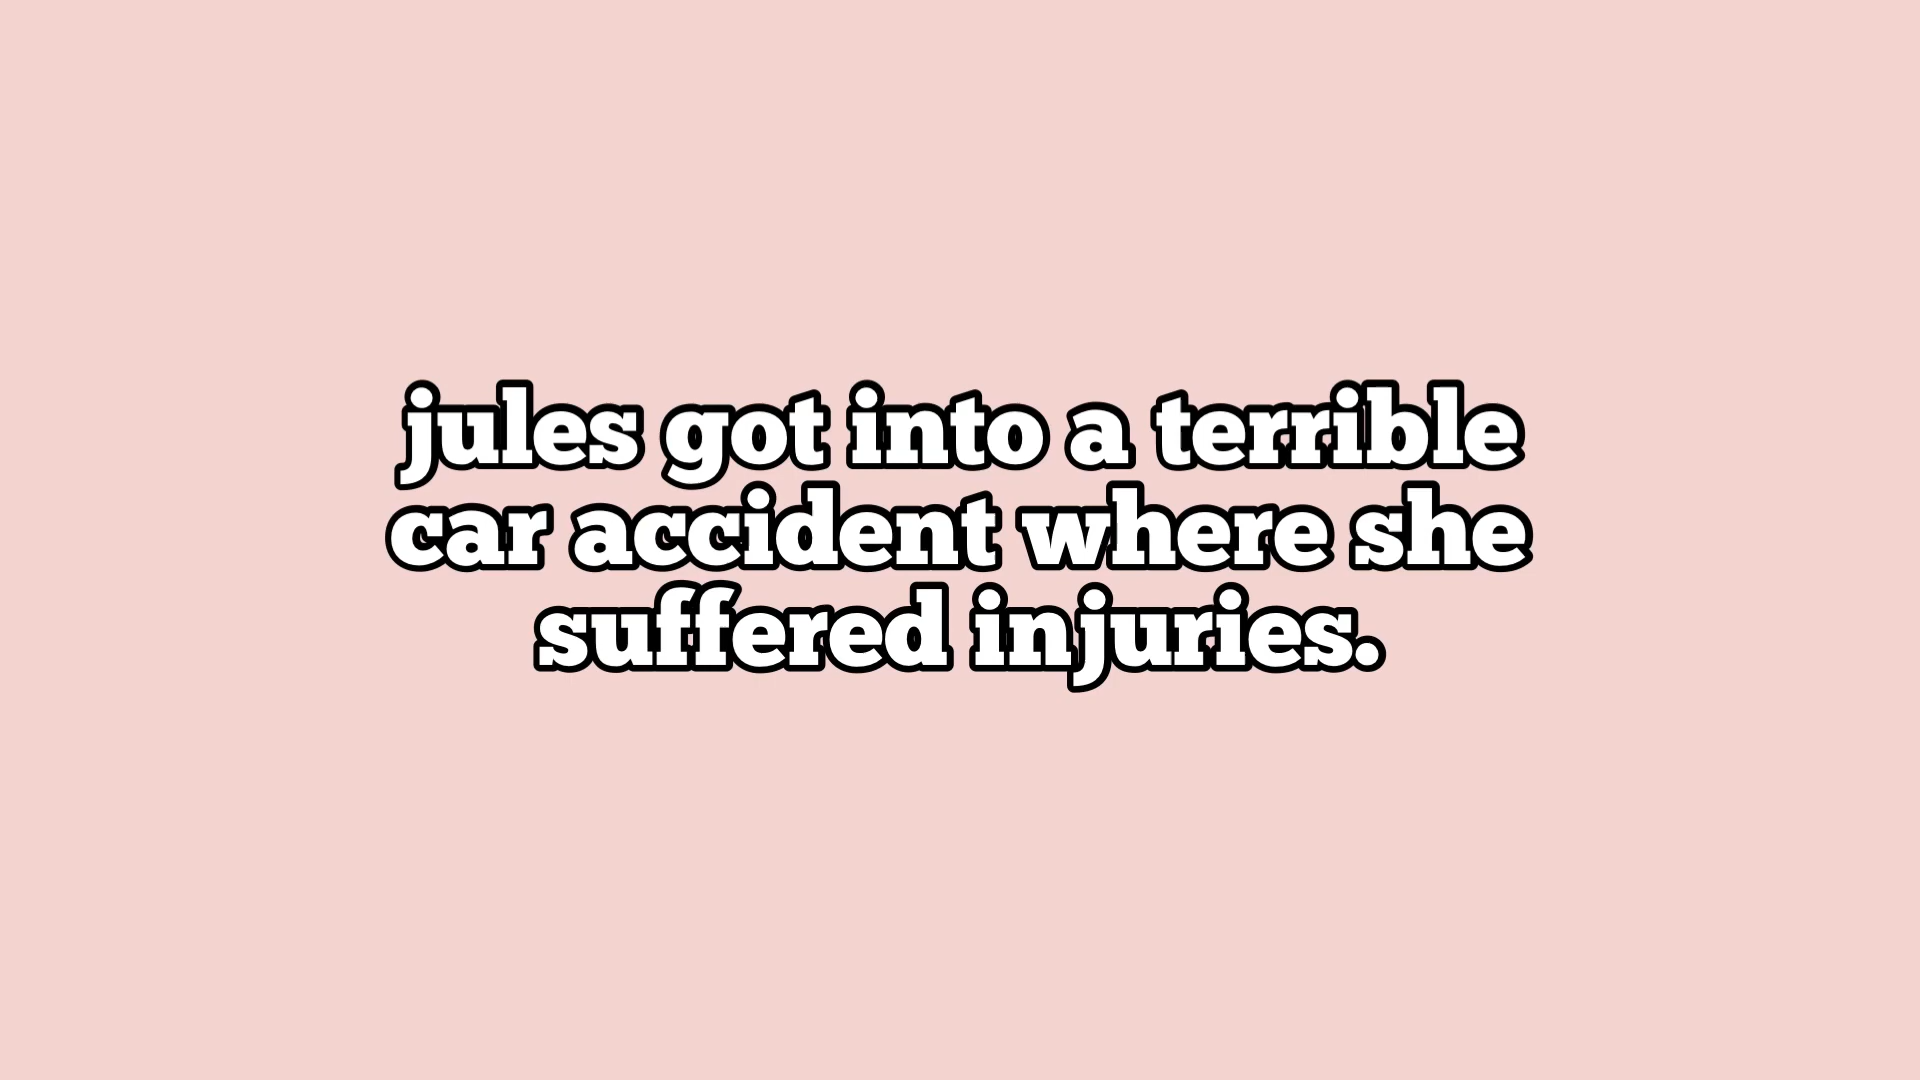 jules got into a terrible
car accident where she
suffered injuries.